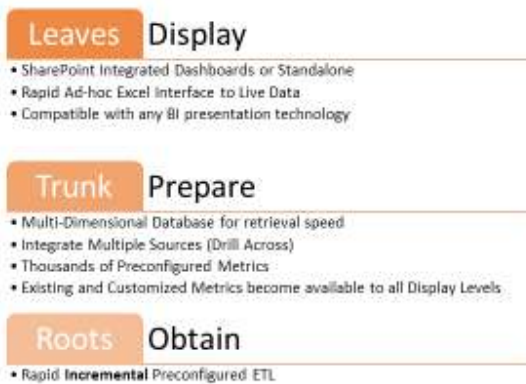 Leaves Display
• SharePoint Integrated Dashboards or Standalone
• Rapid Ad-hoc Excel Interface to Live Data
• Compatible with any BI presentation technology
Trunk Prepare
• Multi-Dimensional Database for retrieval speed
• Integrate Multiple Sources (Drill Across)
• Thousands of Preconfigured Metrics
• Existing and Customized Metrics become available to all Display Levels
Roots Obtain
• Rapid Incremental Preconfigured ETL